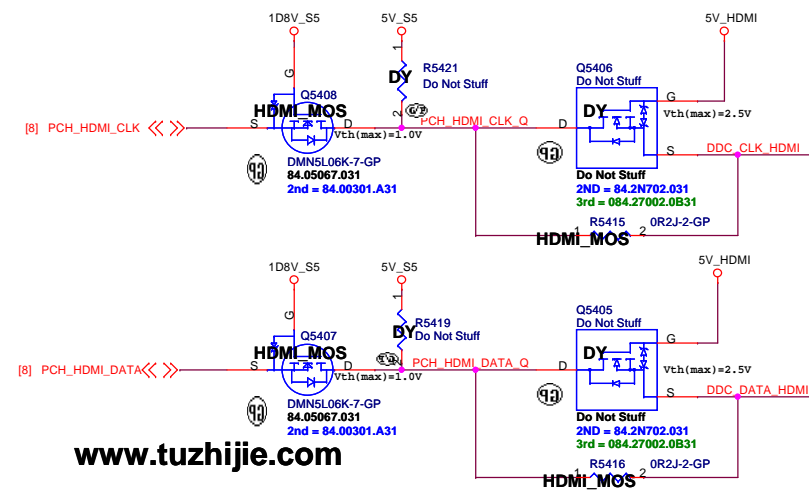 1D8V_S5
5V_S5
5V_HDMI
G
1
R5421
DY
Do Not Stuff
2
Q5408
HDMI_MOS
[8] PCH_HDMI_CLK
S
D
Vth(max)=1.0V
PCH_HDMI_CLK_Q
DMN5L06K-7-GP
84.05067.031
2nd = 84.00301.A31
Q5406
Do Not Stuff
DY
G
Vth(max)=2.5V
D
S
DDC_CLK_HDMI
Do Not Stuff
2ND = 84.2N702.031
3rd = 084.27002.0B31
R5415
0R2J-2-GP
1
2
HDMI_MOS
1D8V_S5
5V_S5
5V_HDMI
G
1
R5419
DY
Do Not Stuff
2
Q5407
HDMI_MOS
[8] PCH_HDMI_DATA
S
D
Vth(max)=1.0V
PCH_HDMI_DATA_Q
DMN5L06K-7-GP
84.05067.031
2nd = 84.00301.A31
Q5405
Do Not Stuff
DY
G
Vth(max)=2.5V
D
S
DDC_DATA_HDMI
Do Not Stuff
2ND = 84.2N702.031
3rd = 084.27002.0B31
R5416
0R2J-2-GP
1
2
HDMI_MOS
www.tuzhijie.com